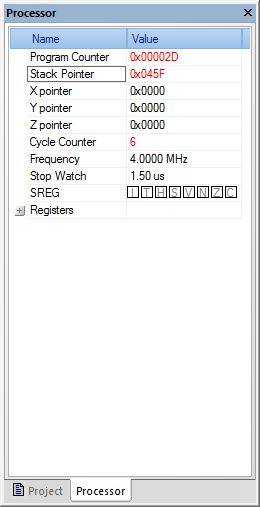 Processor
Name Value
Program Counter 0x00002D
Stack Pointer 0x045F
X pointer 0x0000
Y pointer 0x0000
Z pointer 0x0000
Cycle Counter 6
Frequency 4.0000 MHz
Stop Watch 1.50 us
SREG I T H S V N Z C
Registers
Project Processor